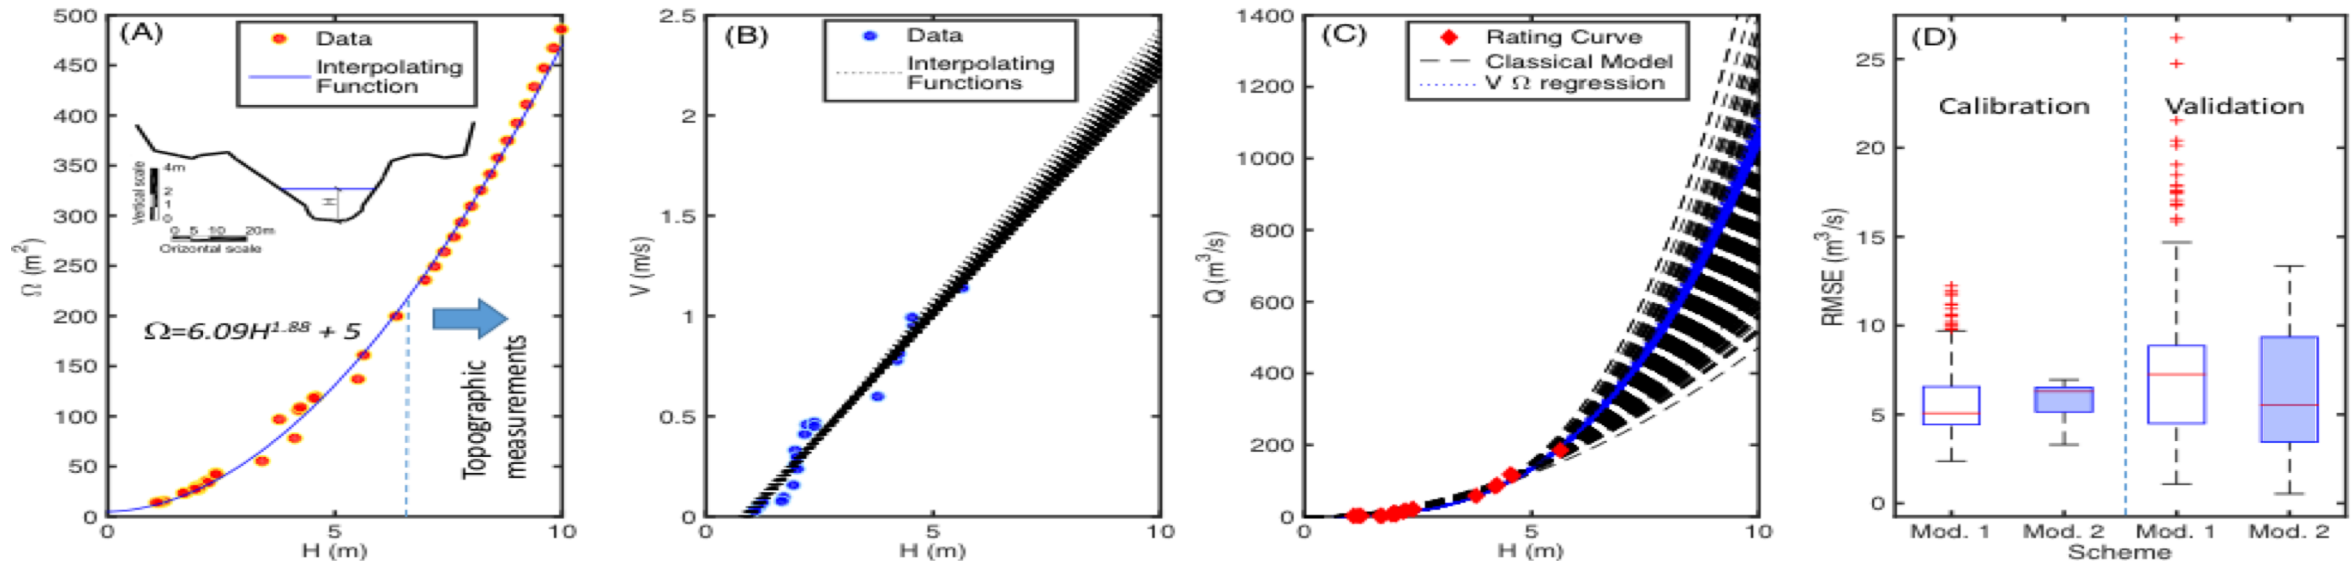 (A)
Data
Interpolating
Function
500
450
400
350
300
250
200
150
100
50
0
Ω (m2)
Vertical scale
4m
2
1
0
H
0 5 10 20m
Orizontal scale
Ω=6.09H1.88 + 5
Topographic
measurements
0 5 10
H (m)
(B)
Data
Interpolating
Functions
2.5
2
1.5
1
0.5
0
V (m/s)
0 5 10
H (m)
(C)
Rating Curve
Classical Model
V Ω regression
1400
1200
1000
800
600
400
200
0
Q (m3/s)
0 5 10
H (m)
(D)
Calibration Validation
25
20
15
10
5
0
RMSE (m3/s)
Mod. 1 Mod. 2 Mod. 1 Mod. 2
Scheme